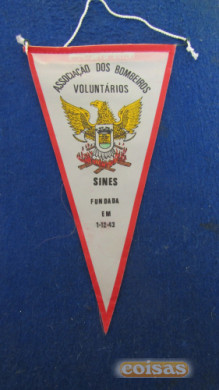 ASSOCIAÇÃO DOS BOMBEIROS
VOLUNTÁRIOS
SINES
FUNDADA
EM
1-12-43
coisas